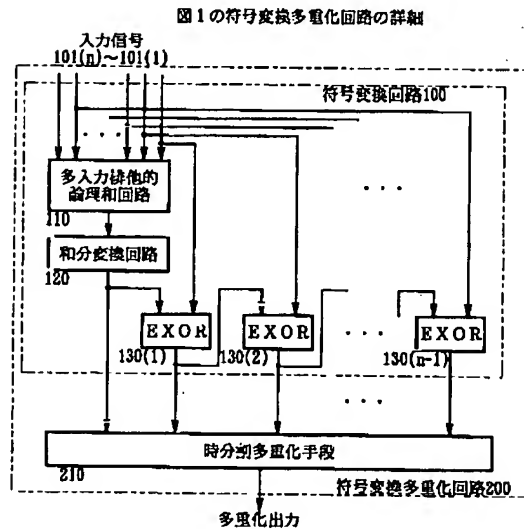 図1の符号変換多重化回路の詳細
入力信号
101(n)～101(1)
符号変換回路100
多入力排他的
論理和回路
110
和分変換回路
120
EXOR
EXOR
EXOR
130(1)
130(2)
130(n-1)
時分割多重化手段
210
符号変換多重化回路200
多重化出力